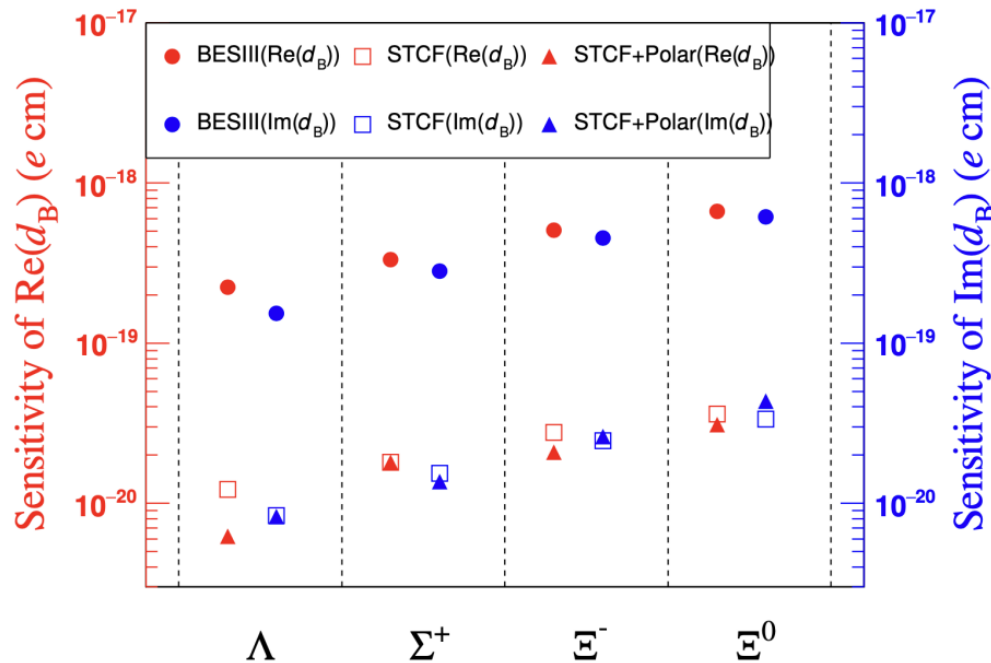 Sensitivity of Re(d_B) (e cm)
10⁻¹⁷
10⁻¹⁸
10⁻¹⁹
10⁻²⁰
BESIII(Re(d_B)) STCF(Re(d_B)) STCF+Polar(Re(d_B))
BESIII(Im(d_B)) STCF(Im(d_B)) STCF+Polar(Im(d_B))
10⁻¹⁷
10⁻¹⁸
10⁻¹⁹
10⁻²⁰
Sensitivity of Im(d_B) (e cm)
Λ Σ⁺ Ξ⁻ Ξ⁰